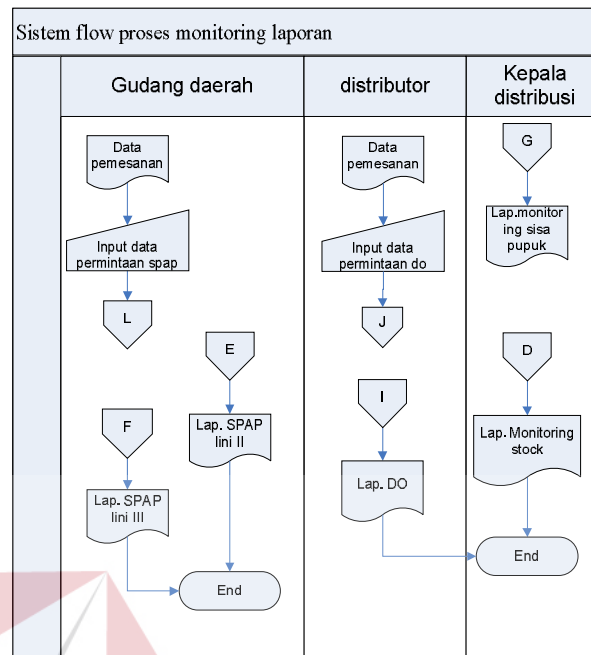 Sistem flow proses monitoring laporan
Gudang daerah
distributor
Kepala
distribusi
Data
pemesanan
Input data
permintaan spap
L
E
F
Lap. SPAP
lini II
Lap. SPAP
lini III
End
Data
pemesanan
Input data
permintaan do
J
I
Lap. DO
G
Lap.monitor
ing sisa
pupuk
D
Lap. Monitoring
stock
End